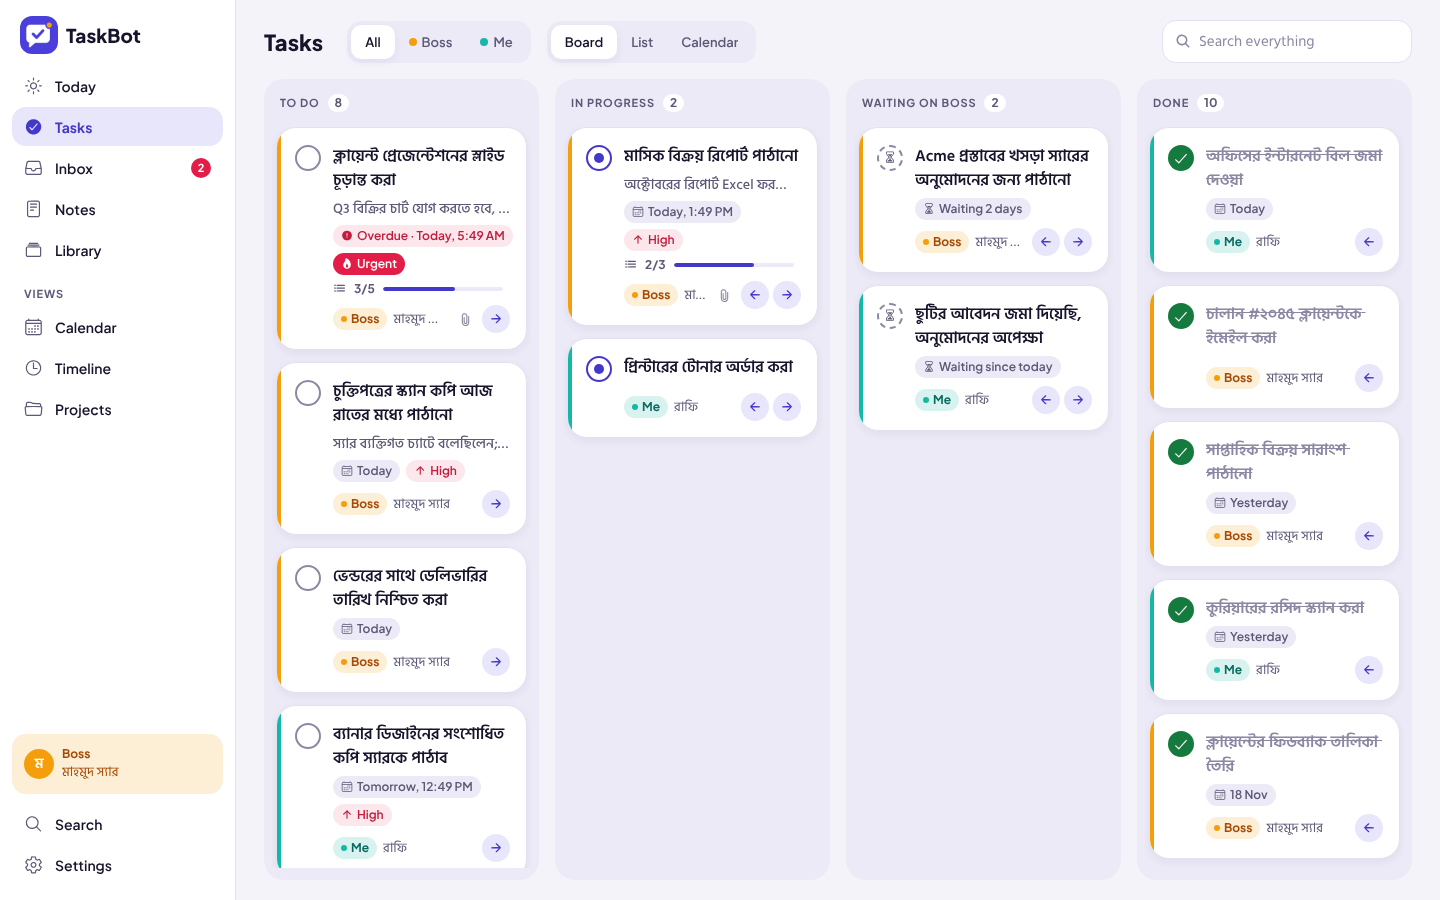 TaskBot
Today
Tasks
Inbox 2
Notes
Library
VIEWS
Calendar
Timeline
Projects
ম
Boss
মাহমুদ স্যার
Search
Settings
Tasks
All Boss Me
Board List Calendar
Search everything
TO DO 8
ক্লায়েন্ট প্রেজেন্টেশনের স্লাইড
চূড়ান্ত করা
Q3 বিক্রির চার্ট যোগ করতে হবে, ...
Overdue · Today, 5:49 AM
Urgent
3/5
Boss মাহমুদ ...
চুক্তিপত্রের স্ক্যান কপি আজ
রাতের মধ্যে পাঠানো
স্যার ব্যক্তিগত চ্যাটে বলেছিলেন;...
Today High
Boss মাহমুদ স্যার
ভেন্ডরের সাথে ডেলিভারির
তারিখ নিশ্চিত করা
Today
Boss মাহমুদ স্যার
ব্যানার ডিজাইনের সংশোধিত
কপি স্যারকে পাঠাব
Tomorrow, 12:49 PM
High
Me রাফি
IN PROGRESS 2
মাসিক বিক্রয় রিপোর্ট পাঠানো
অক্টোবরের রিপোর্ট Excel ফর...
Today, 1:49 PM
High
2/3
Boss মা...
প্রিন্টারের টোনার অর্ডার করা
Me রাফি
WAITING ON BOSS 2
Acme প্রস্তাবের খসড়া স্যারের
অনুমোদনের জন্য পাঠানো
Waiting 2 days
Boss মাহমুদ ...
ছুটির আবেদন জমা দিয়েছি,
অনুমোদনের অপেক্ষা
Waiting since today
Me রাফি
DONE 10
অফিসের ইন্টারনেট বিল জমা
দেওয়া
Today
Me রাফি
চালান #২০৪৫ ক্লায়েন্টকে
ইমেইল করা
Boss মাহমুদ স্যার
সাপ্তাহিক বিক্রয় সারাংশ
পাঠানো
Yesterday
Boss মাহমুদ স্যার
কুরিয়ারের রসিদ স্ক্যান করা
Yesterday
Me রাফি
ক্লায়েন্টের ফিডব্যাক তালিকা
তৈরি
18 Nov
Boss মাহমুদ স্যার